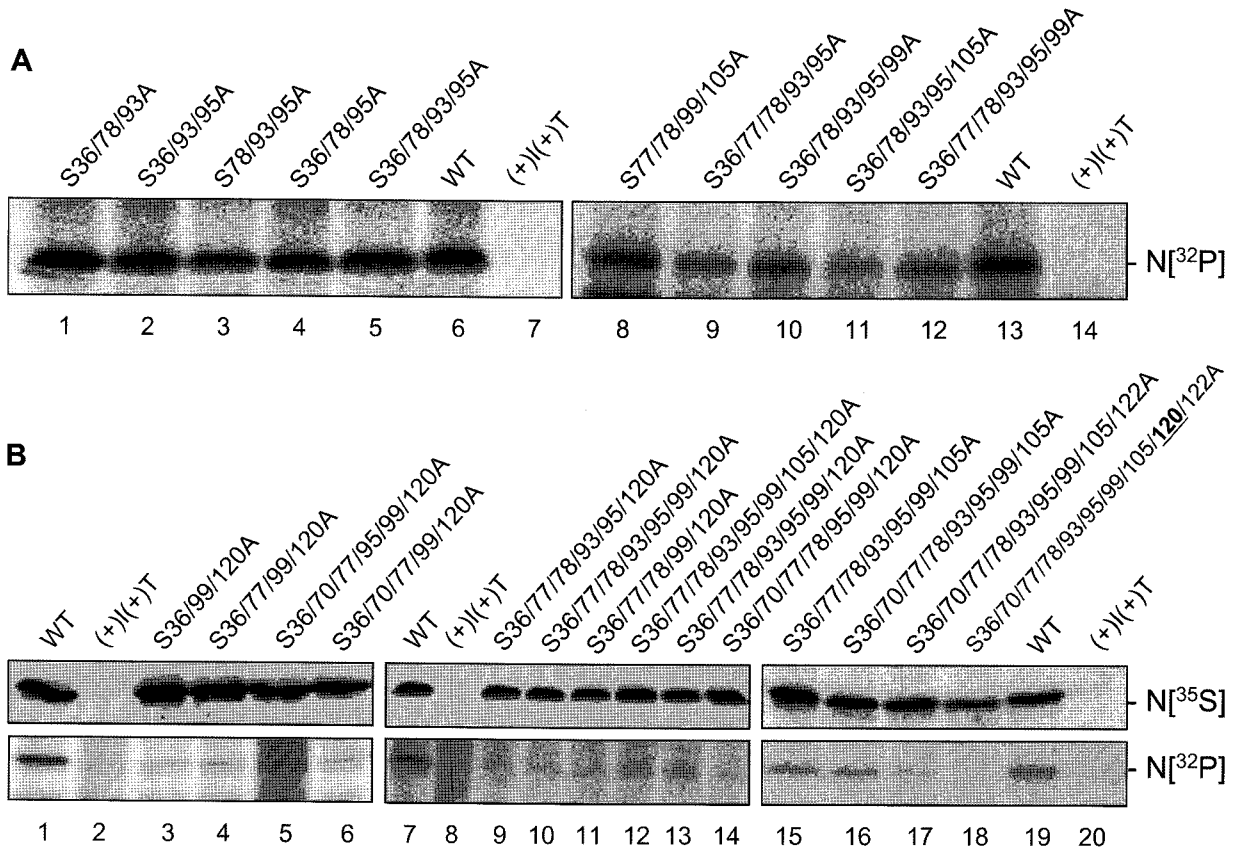 A
S36/78/93A
S36/93/95A
S78/93/95A
S36/78/95A
S36/78/93/95A
WT
(+)I(+)T
S77/78/99/105A
S36/77/78/93/95A
S36/78/93/95/99A
S36/78/93/95/105A
S36/77/78/93/95/99A
WT
(+)I(+)T
N[32P]
1 2 3 4 5 6 7 8 9 10 11 12 13 14
B
WT
(+)I(+)T
S36/99/120A
S36/77/99/120A
S36/70/77/95/99/120A
S36/70/77/99/120A
WT
(+)I(+)T
S36/77/78/93/95/120A
S36/77/78/93/95/99/120A
S36/77/78/99/120A
S36/77/78/93/95/99/105/120A
S36/77/78/93/95/99/120A
S36/70/77/78/95/99/120A
S36/77/78/93/95/99/105A
S36/70/77/78/93/95/99/105A
S36/70/77/78/93/95/99/105/122A
S36/70/77/78/93/95/99/105/120/122A
WT
(+)I(+)T
N[35S]
N[32P]
1 2 3 4 5 6 7 8 9 10 11 12 13 14 15 16 17 18 19 20